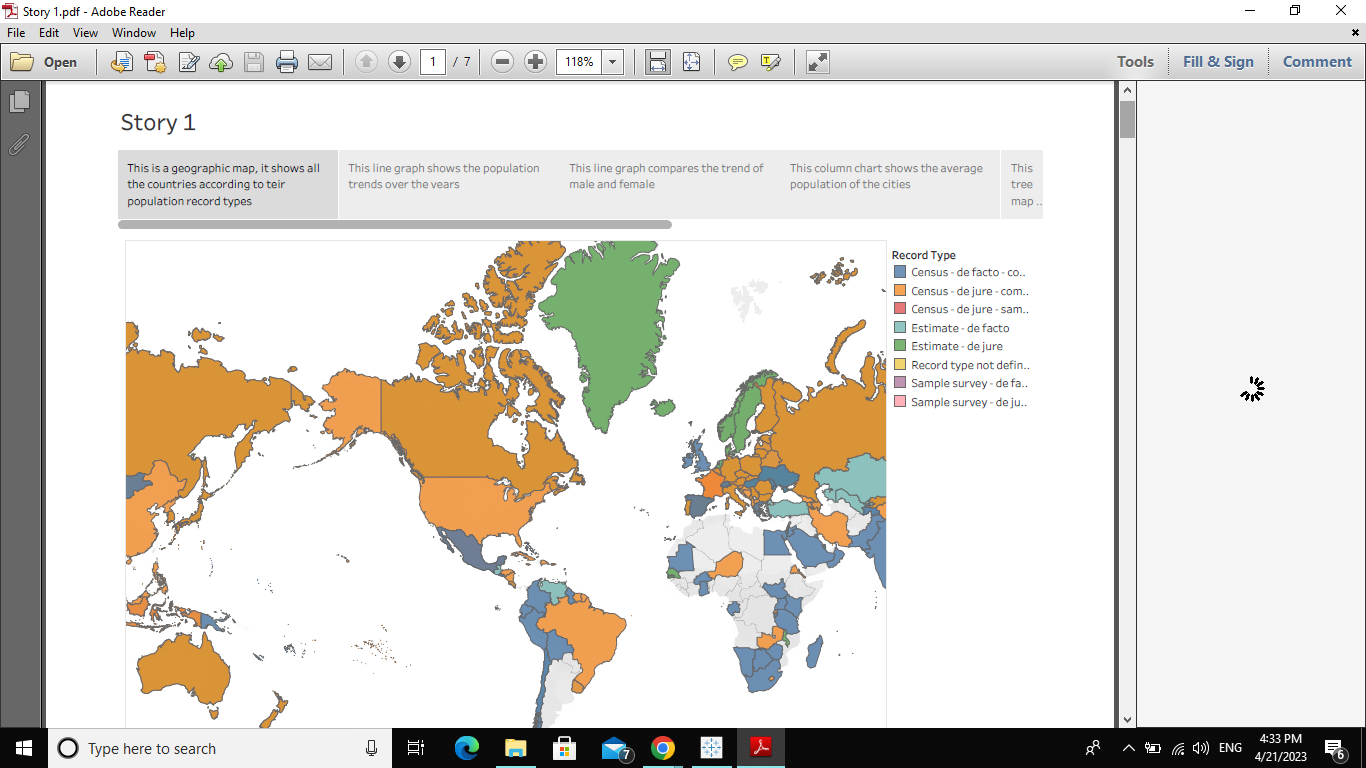 Story 1.pdf - Adobe Reader
File Edit View Window Help
Open 1 / 7 118% Tools Fill & Sign Comment
Story 1
This is a geographic map, it shows all
the countries according to teir
population record types
This line graph shows the population
trends over the vears
This line graph compares the trend of
male and female
This column chart shows the average
population of the cities
This
tree
map ..
Record Type
Census - de facto - co..
Census - de jure - com..
Census - de jure - sam..
Estimate - de facto
Estimate - de jure
Record type not defin..
Sample survey - de fa..
Sample survey - de ju..
Type here to search
7
ENG
4:33 PM
4/21/2023
6